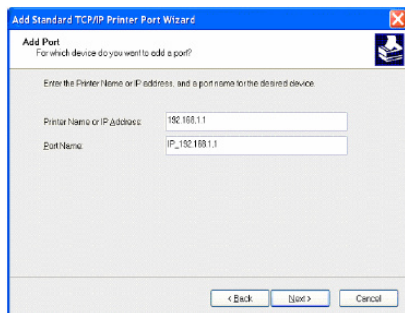 Add Standard TCP/IP Printer Port Wizard
Add Port
For which device do you want to add a port?
Enter the Printer Name or IP address, and a port name for the desired device.
Printer Name or IP Address:
192.168.1.1
Port Name:
IP_192.168.1.1
< Back
Next >
Cancel